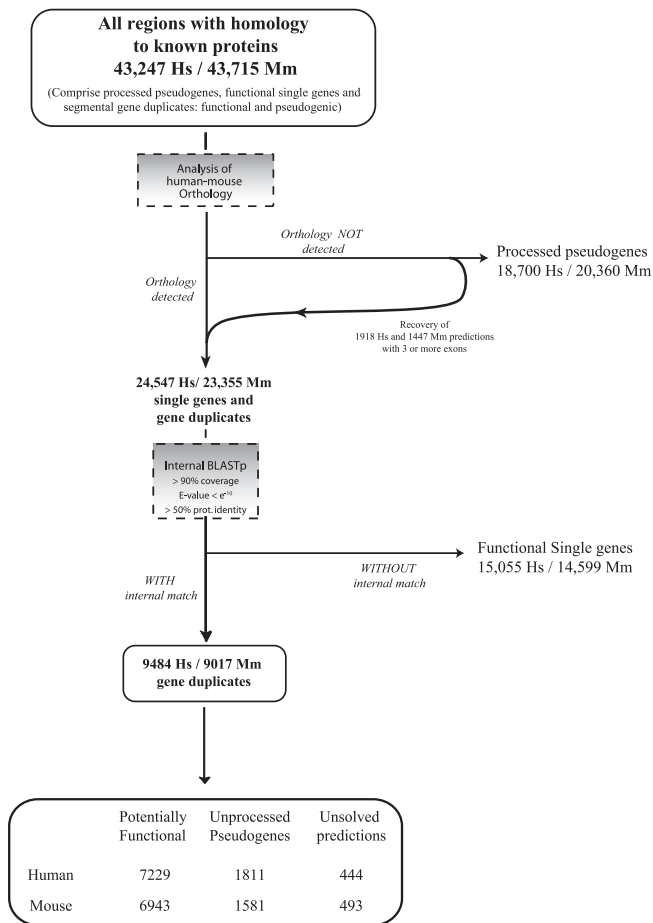 All regions with homology
to known proteins
43,247 Hs / 43,715 Mm
(Comprise processed pseudogenes, functional single genes and
segmental gene duplicates: functional and pseudogenic)
Analysis of
human-mouse
Orthology
Orthology NOT
detected
Processed pseudogenes
18,700 Hs / 20,360 Mm
Orthology
detected
Recovery of
1918 Hs and 1447 Mm predictions
with 3 or more exons
24,547 Hs/ 23,355 Mm
single genes and
gene duplicates
Internal BLASTp
> 90% coverage
E-value < e⁻¹⁰
> 50% prot. identity
Functional Single genes
15,055 Hs / 14,599 Mm
WITHOUT
internal match
WITH
internal match
9484 Hs / 9017 Mm
gene duplicates
Potentially Unprocessed Unsolved
Functional Pseudogenes predictions
Human 7229 1811 444
Mouse 6943 1581 493